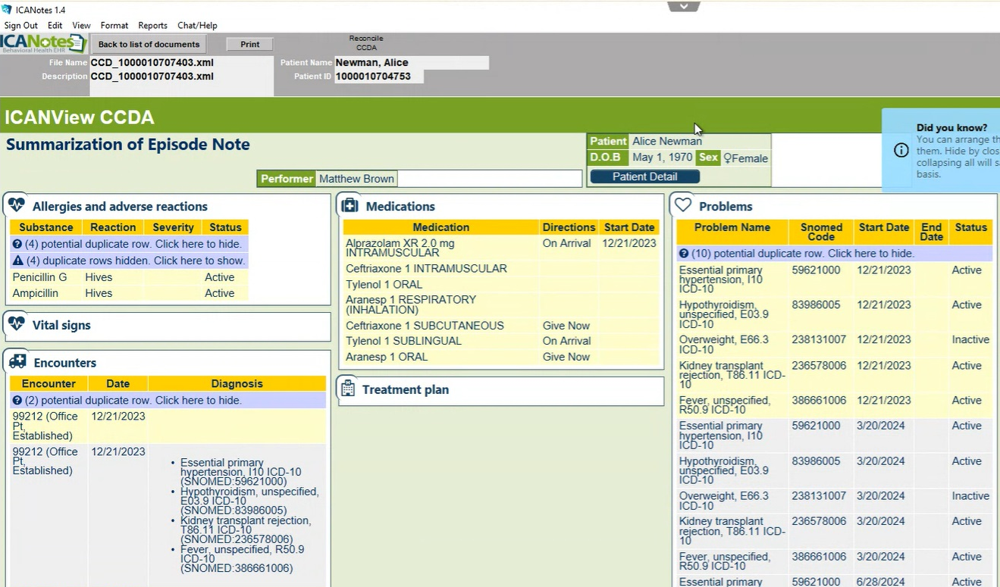 ICANotes 1.4
Sign Out Edit View Format Reports Chat/Help
ICANotes
Behavioral Health EHR
Back to list of documents
Print
Reconcile
CCDA
File Name CCD_1000010707403.xml
Patient Name Newman, Alice
Description CCD_1000010707403.xml
Patient ID 1000010704753
ICANView CCDA
Summarization of Episode Note
Patient Alice Newman
D.O.B May 1, 1970 Sex ♀Female
Patient Detail
Performer Matthew Brown
Did you know?
You can arrange th
them. Hide by clos
collapsing all will s
basis.
Allergies and adverse reactions
Substance Reaction Severity Status
(4) potential duplicate row. Click here to hide.
(4) duplicate rows hidden. Click here to show.
Penicillin G Hives Active
Ampicillin Hives Active
Vital signs
Encounters
Encounter Date Diagnosis
(2) potential duplicate row. Click here to hide.
99212 (Office 12/21/2023
Pt,
Established)
99212 (Office 12/21/2023
Pt,
Established)
• Essential primary
hypertension, I10 ICD-10
(SNOMED:59621000)
• Hypothyroidism, unspecified,
E03.9 ICD-10
(SNOMED:83986005)
• Kidney transplant rejection,
T86.11 ICD-10
(SNOMED:236578006)
• Fever, unspecified, R50.9
ICD-10
(SNOMED:386661006)
Medications
Medication Directions Start Date
Alprazolam XR 2.0 mg On Arrival 12/21/2023
INTRAMUSCULAR
Ceftriaxone 1 INTRAMUSCULAR
Tylenol 1 ORAL
Aranesp 1 RESPIRATORY
(INHALATION)
Ceftriaxone 1 SUBCUTANEOUS Give Now
Tylenol 1 SUBLINGUAL On Arrival
Aranesp 1 ORAL Give Now
Treatment plan
Problems
Problem Name Snomed Start Date End Status
Code Date
(10) potential duplicate row. Click here to hide.
Essential primary 59621000 12/21/2023 Active
hypertension, I10
ICD-10
Hypothyroidism, 83986005 12/21/2023 Active
unspecified, E03.9
ICD-10
Overweight, E66.3 238131007 12/21/2023 Inactive
ICD-10
Kidney transplant 236578006 12/21/2023 Active
rejection, T86.11 ICD-
10
Fever, unspecified, 386661006 12/21/2023 Active
R50.9 ICD-10
Essential primary 59621000 3/20/2024 Active
hypertension, I10
ICD-10
Hypothyroidism, 83986005 3/20/2024 Active
unspecified, E03.9
ICD-10
Overweight, E66.3 238131007 3/20/2024 Inactive
ICD-10
Kidney transplant 236578006 3/20/2024 Active
rejection, T86.11 ICD-
10
Fever, unspecified, 386661006 3/20/2024 Active
R50.9 ICD-10
Essential primary 59621000 6/28/2024 Active